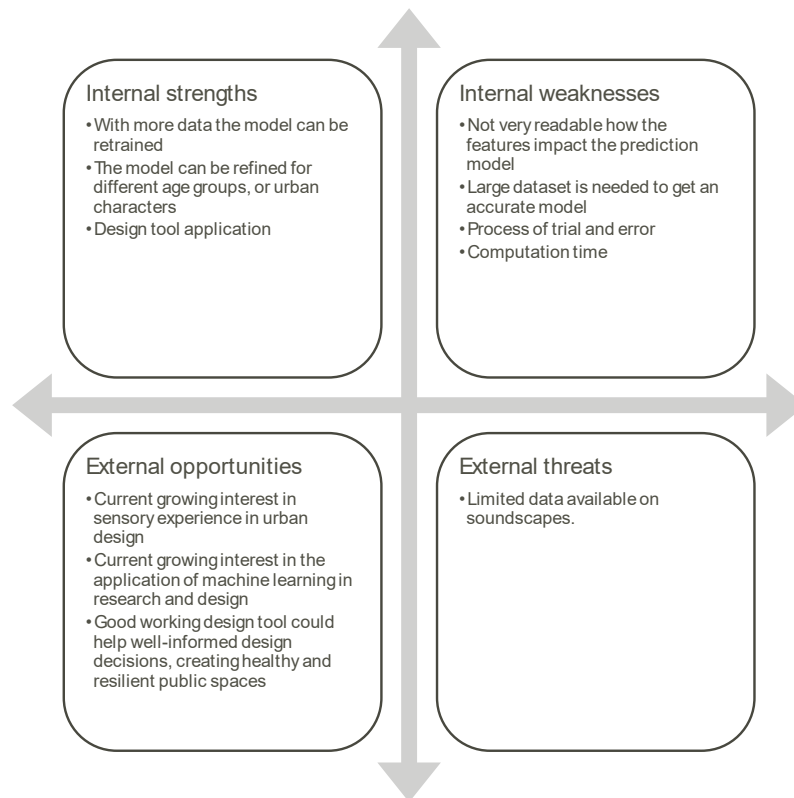 Internal strengths
•With more data the model can be
retrained
•The model can be refined for
different age groups, or urban
characters
•Design tool application
Internal weaknesses
•Not very readable how the
features impact the prediction
model
•Large dataset is needed to get an
accurate model
•Process of trial and error
•Computation time
External opportunities
•Current growing interest in
sensory experience in urban
design
•Current growing interest in the
application of machine learning in
research and design
•Good working design tool could
help well-informed design
decisions, creating healthy and
resilient public spaces
External threats
•Limited data available on
soundscapes.